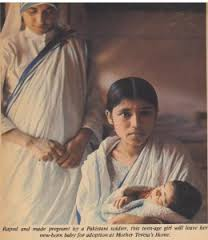 Raped and made pregnant by a Pakistani soldier, this teen-age girl will leave her
new-born baby for adoption at Mother Teresa's Home.